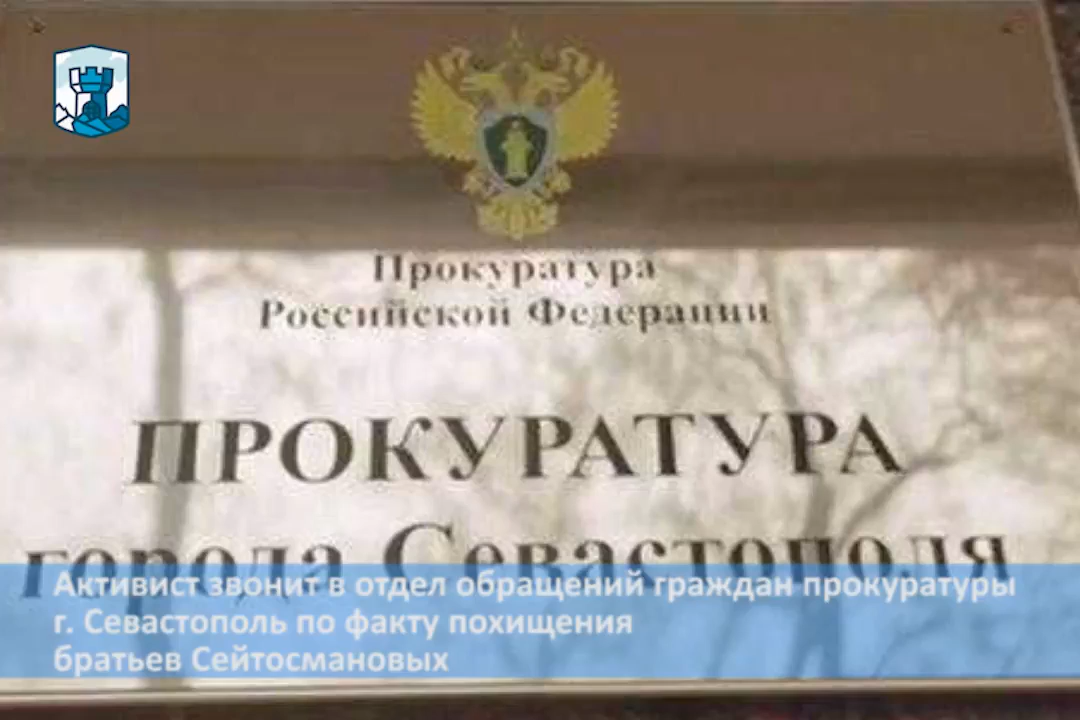 Прокуратура
Российской Федерации
ПРОКУРАТУРА
города Севастополя
Активист звонит в отдел обращений граждан прокуратуры
г. Севастополь по факту похищения
братьев Сейтосмановых